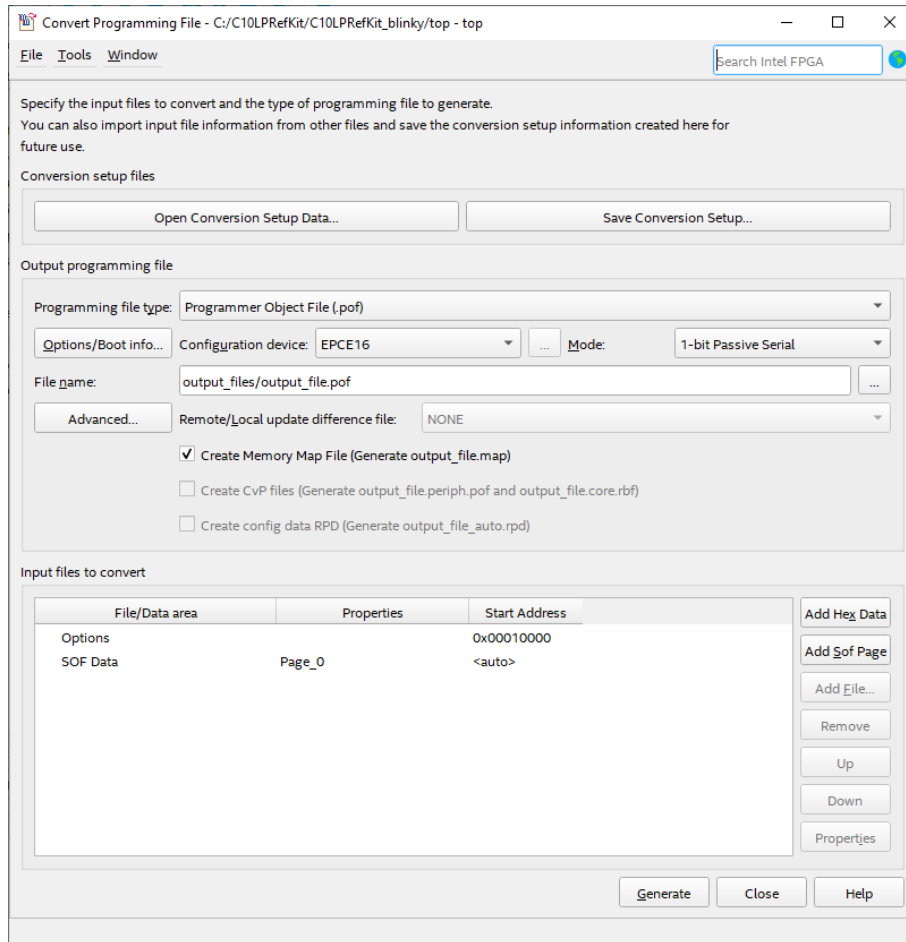 Convert Programming File - C:/C10LPRefKit/C10LPRefKit_blinky/top - top
File Tools Window
Search Intel FPGA
Specify the input files to convert and the type of programming file to generate.
You can also import input file information from other files and save the conversion setup information created here for
future use.
Conversion setup files
Open Conversion Setup Data...
Save Conversion Setup...
Output programming file
Programming file type: Programmer Object File (.pof)
Options/Boot info... Configuration device: EPCE16 ... Mode: 1-bit Passive Serial
File name: output_files/output_file.pof ...
Advanced... Remote/Local update difference file: NONE
Create Memory Map File (Generate output_file.map)
Create CvP files (Generate output_file.periph.pof and output_file.core.rbf)
Create config data RPD (Generate output_file_auto.rpd)
Input files to convert
File/Data area Properties Start Address
Options 0x00010000
SOF Data Page_0 <auto>
Add Hex Data
Add Sof Page
Add File...
Remove
Up
Down
Properties
Generate Close Help